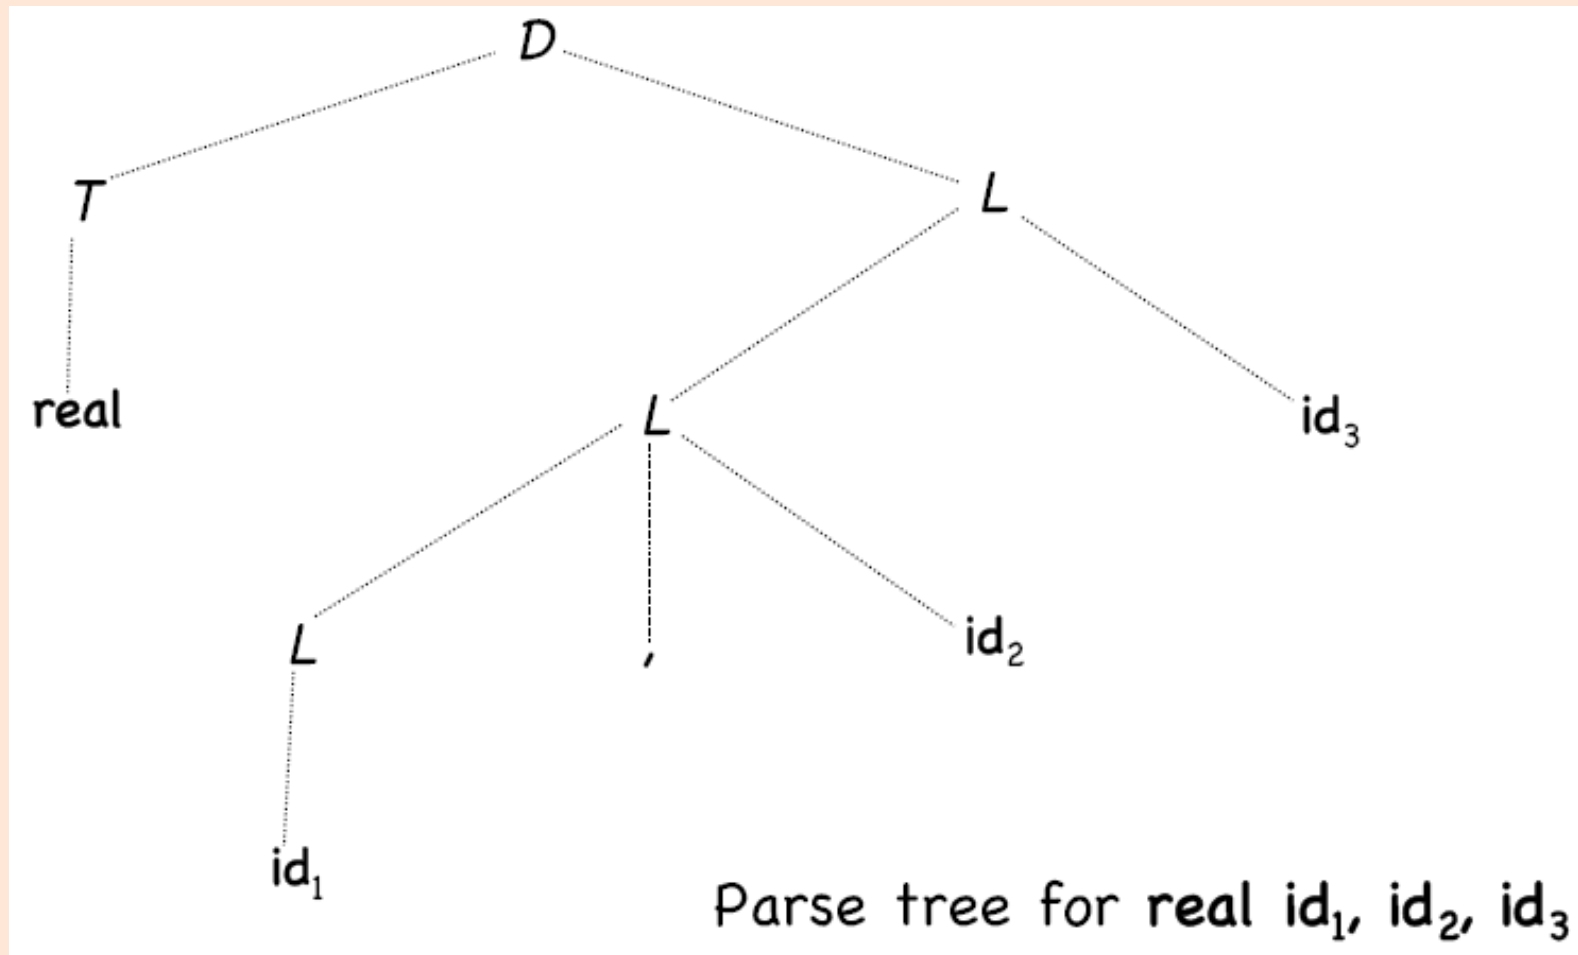 D
T
L
real
L
id₃
L
,
id₂
id₁
Parse tree for real id₁, id₂, id₃